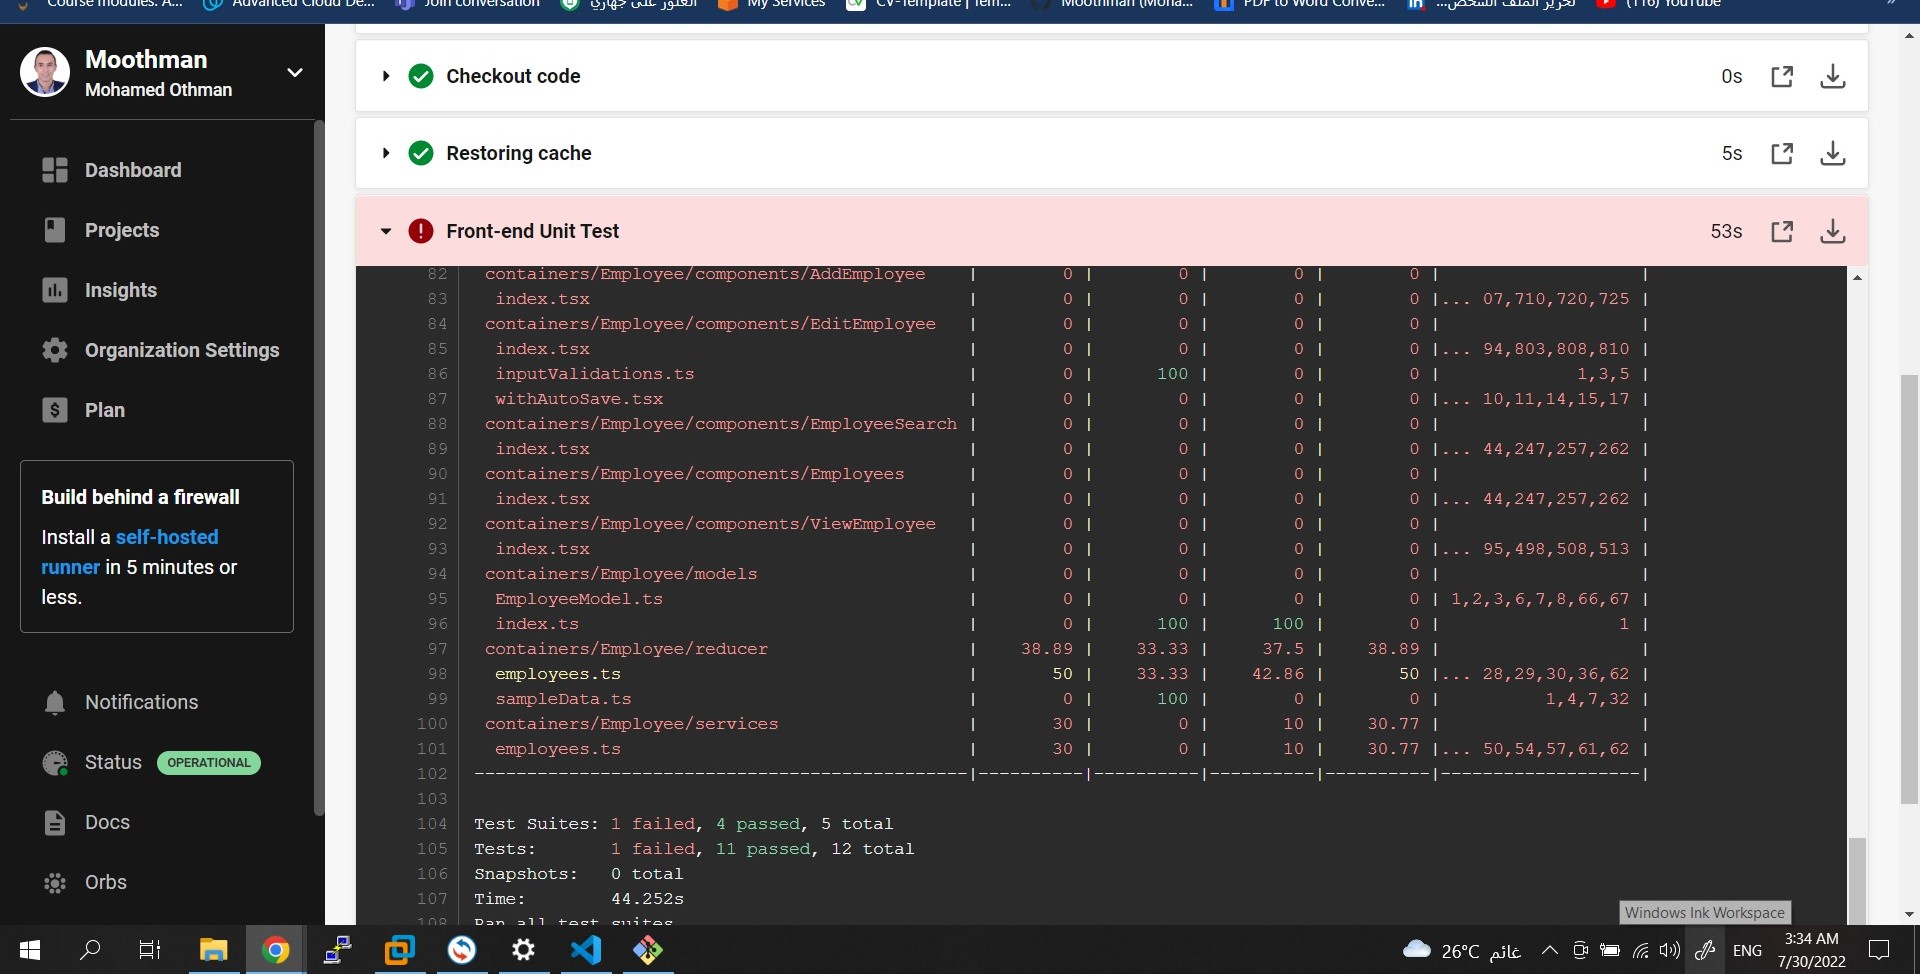 Course modules: A...
Advanced Cloud De...
Join conversation
العثور على جهازي
My Services
CV-Template | Tem...
Moothman (Moha...
PDF to Word Conve...
تحرير الملف الشخص...
(116) YouTube
Moothman
Mohamed Othman
Dashboard
Projects
Insights
Organization Settings
Plan
Build behind a firewall
Install a self-hosted
runner in 5 minutes or
less.
Notifications
Status OPERATIONAL
Docs
Orbs
Checkout code 0s
Restoring cache 5s
Front-end Unit Test 53s
82 containers/Employee/components/AddEmployee | 0 | 0 | 0 | 0 | |
83 index.tsx | 0 | 0 | 0 | 0 |... 07,710,720,725 |
84 containers/Employee/components/EditEmployee | 0 | 0 | 0 | 0 | |
85 index.tsx | 0 | 0 | 0 | 0 |... 94,803,808,810 |
86 inputValidations.ts | 0 | 100 | 0 | 0 | 1,3,5 |
87 withAutoSave.tsx | 0 | 0 | 0 | 0 |... 10,11,14,15,17 |
88 containers/Employee/components/EmployeeSearch | 0 | 0 | 0 | 0 | |
89 index.tsx | 0 | 0 | 0 | 0 |... 44,247,257,262 |
90 containers/Employee/components/Employees | 0 | 0 | 0 | 0 | |
91 index.tsx | 0 | 0 | 0 | 0 |... 44,247,257,262 |
92 containers/Employee/components/ViewEmployee | 0 | 0 | 0 | 0 | |
93 index.tsx | 0 | 0 | 0 | 0 |... 95,498,508,513 |
94 containers/Employee/models | 0 | 0 | 0 | 0 | |
95 EmployeeModel.ts | 0 | 0 | 0 | 0 | 1,2,3,6,7,8,66,67 |
96 index.ts | 0 | 100 | 100 | 0 | 1 |
97 containers/Employee/reducer | 38.89 | 33.33 | 37.5 | 38.89 | |
98 employees.ts | 50 | 33.33 | 42.86 | 50 |... 28,29,30,36,62 |
99 sampleData.ts | 0 | 100 | 0 | 0 | 1,4,7,32 |
100 containers/Employee/services | 30 | 0 | 10 | 30.77 | |
101 employees.ts | 30 | 0 | 10 | 30.77 |... 50,54,57,61,62 |
102 -----------------------------------------------|----------|----------|----------|----------|-------------------|
103
104 Test Suites: 1 failed, 4 passed, 5 total
105 Tests: 1 failed, 11 passed, 12 total
106 Snapshots: 0 total
107 Time: 44.252s
108 Ran all test suites.
Windows Ink Workspace
26°C غائم
ENG
3:34 AM
7/30/2022